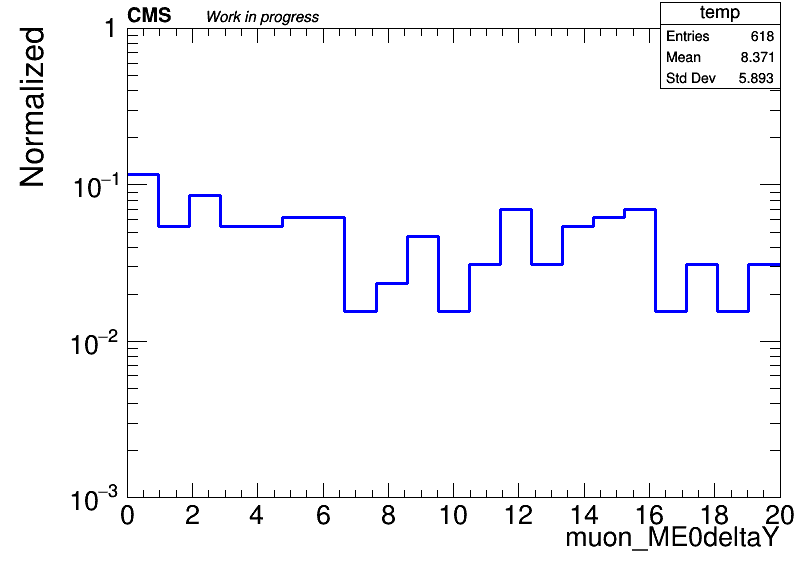 CMS Work in progress
temp
Entries 618
Mean 8.371
Std Dev 5.893
Normalized
1
10⁻¹
10⁻²
10⁻³
0 2 4 6 8 10 12 14 16 18 20
muon_ME0deltaY